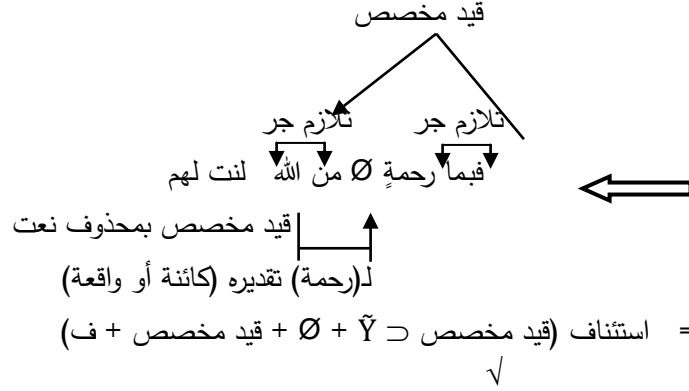 قيد مخصص
تلازم جر تلازم جر
فبما رحمةٍ Ø من الله لنت لهم
قيد مخصص بمحذوف نعت
لـ(رحمة) تقديره (كائنة أو واقعة)
= استئناف (قيد مخصص ⊂ Ỹ + Ø + قيد مخصص + ف)
√